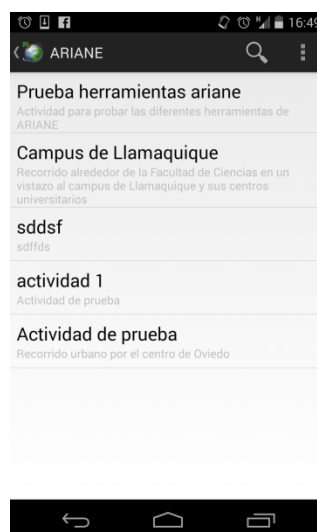 16:49
ARIANE
Prueba herramientas ariane
Actividad para probar las diferentes herramientas de
ARIANE
Campus de Llamaquique
Recorrido alrededor de la Facultad de Ciencias en un
vistazo al campus de Llamaquique y sus centros
universitarios
sddsf
sdffds
actividad 1
Actividad de prueba
Actividad de prueba
Recorrido urbano por el centro de Oviedo